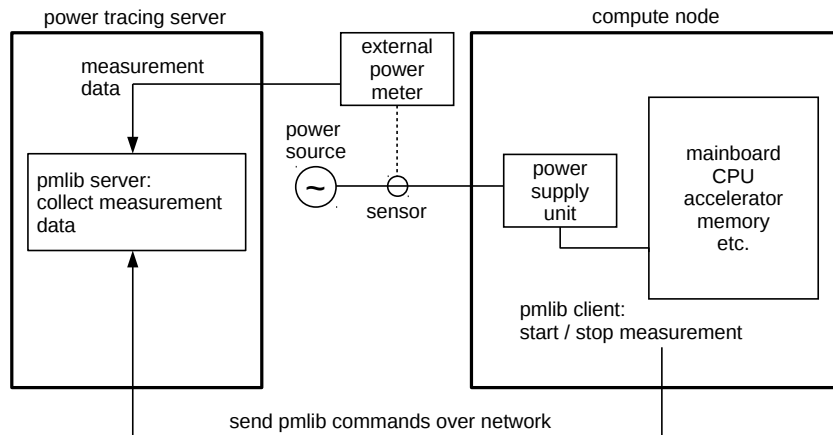 power tracing server
compute node
external
power
meter
measurement
data
power
source
~
sensor
pmlib server:
collect measurement
data
power
supply
unit
mainboard
CPU
accelerator
memory
etc.
pmlib client:
start / stop measurement
send pmlib commands over network